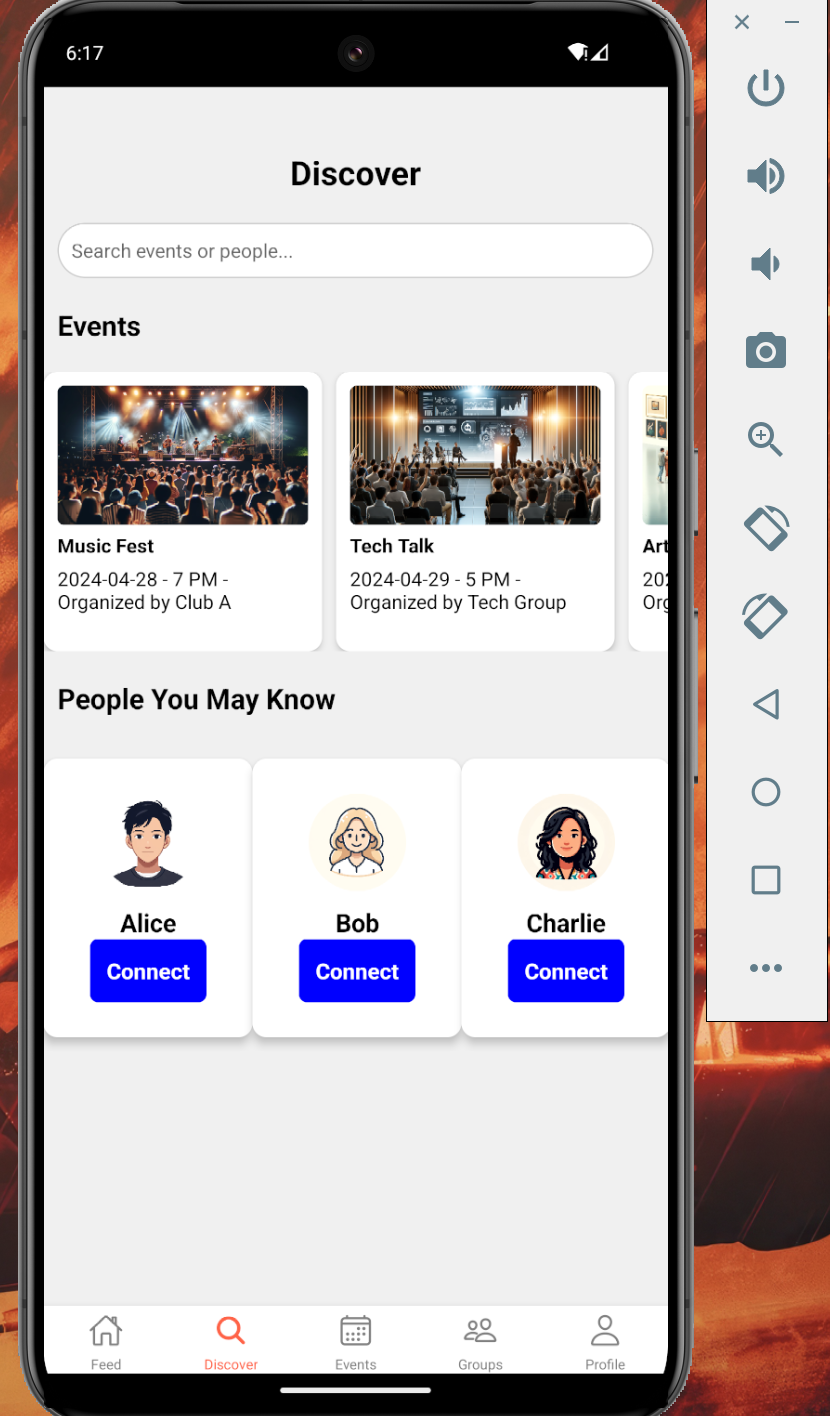 6:17
Discover
Search events or people...
Events
Music Fest
2024-04-28 - 7 PM -
Organized by Club A
Tech Talk
2024-04-29 - 5 PM -
Organized by Tech Group
Art
202
Org
People You May Know
Alice
Connect
Bob
Connect
Charlie
Connect
Feed
Discover
Events
Groups
Profile